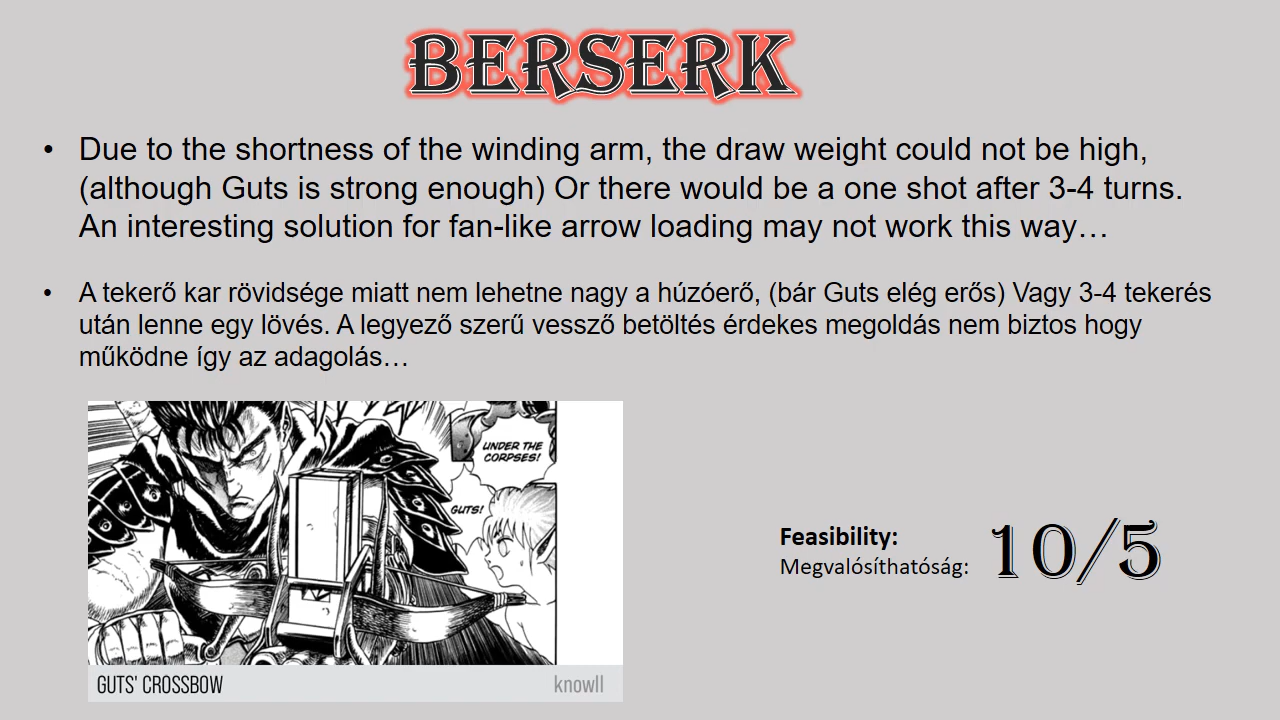 BERSERK
• Due to the shortness of the winding arm, the draw weight could not be high,
(although Guts is strong enough) Or there would be a one shot after 3-4 turns.
An interesting solution for fan-like arrow loading may not work this way…
• A tekerő kar rövidsége miatt nem lehetne nagy a húzóerő, (bár Guts elég erős) Vagy 3-4 tekerés
után lenne egy lövés. A legyező szerű vessző betöltés érdekes megoldás nem biztos hogy
működne így az adagolás…
UNDER THE
CORPSES!
GUTS!
GUTS' CROSSBOW
knowll
Feasibility:
Megvalósíthatóság:
10/5